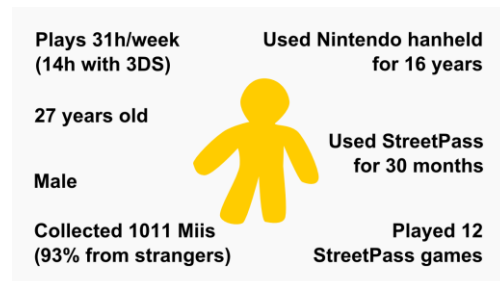 Plays 31h/week
(14h with 3DS)
27 years old
Male
Collected 1011 Miis
(93% from strangers)
Used Nintendo hanheld
for 16 years
Used StreetPass
for 30 months
Played 12
StreetPass games